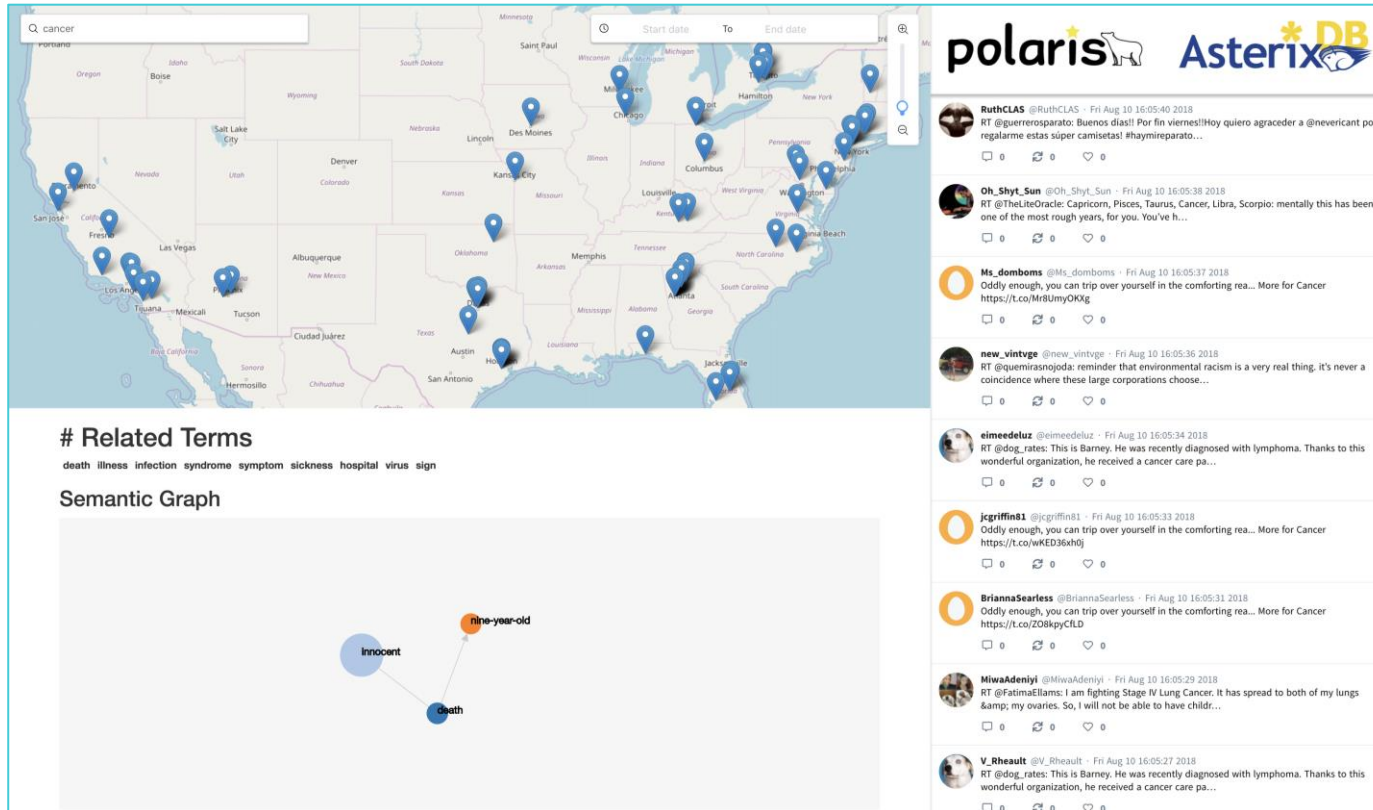 cancer
Start date To End date
Minnesota
Portland
Saint Paul
Wisconsin
Lake Michigan
Michigan
Oregon
Idaho
Boise
South Dakota
Wyoming
Hamilton
New York
Chicago
Salt Lake
City
Nebraska
Des Moines
Lincoln
Pennsylvania
Nevada
Utah
Denver
Colorado
Illinois
Indiana
Columbus
Kansas City
Kansas
Missouri
Louisville
West Virginia
San Jose
Las Vegas
Virginia
Albuquerque
New Mexico
Oklahoma
Arkansas
Memphis
Tennessee
North Carolina
South Carolina
Atlanta
Tijuana
Mexicali
Tucson
Mississippi
Alabama
Georgia
Ciudad Juárez
Texas
Austin
Louisiana
Baja California
Sonora
Hermosillo
Chihuahua
San Antonio
# Related Terms
death illness infection syndrome symptom sickness hospital virus sign
Semantic Graph
nine-year-old
innocent
death
polaris AsterixDB
RuthCLAS @RuthCLAS · Fri Aug 10 16:05:40 2018
RT @guerrerosparato: Buenos días!! Por fin viernes!!Hoy quiero agraceder a @nevericant po
regalarme estas súper camisetas! #haymireparato…
0 0 0
Oh_Shyt_Sun @Oh_Shyt_Sun · Fri Aug 10 16:05:38 2018
RT @TheLiteOracle: Capricorn, Pisces, Taurus, Cancer, Libra, Scorpio: mentally this has been
one of the most rough years, for you. You've h…
0 0 0
Ms_domboms @Ms_domboms · Fri Aug 10 16:05:37 2018
Oddly enough, you can trip over yourself in the comforting rea... More for Cancer
https://t.co/Mr8UmyOKXg
0 0 0
new_vintvge @new_vintvge · Fri Aug 10 16:05:36 2018
RT @quemirasnojoda: reminder that environmental racism is a very real thing. it's never a
coincidence where these large corporations choose…
0 0 0
eimeedeluz @eimeedeluz · Fri Aug 10 16:05:34 2018
RT @dog_rates: This is Barney. He was recently diagnosed with lymphoma. Thanks to this
wonderful organization, he received a cancer care pa…
0 0 0
jcgriffin81 @jcgriffin81 · Fri Aug 10 16:05:33 2018
Oddly enough, you can trip over yourself in the comforting rea... More for Cancer
https://t.co/wKED36xh0j
0 0 0
BriannaSearless @BriannaSearless · Fri Aug 10 16:05:31 2018
Oddly enough, you can trip over yourself in the comforting rea... More for Cancer
https://t.co/ZO8kpyCfLD
0 0 0
MiwaAdeniyi @MiwaAdeniyi · Fri Aug 10 16:05:29 2018
RT @FatimaEllams: I am fighting Stage IV Lung Cancer. It has spread to both of my lungs
&amp; my ovaries. So, I will not be able to have childr…
0 0 0
V_Rheault @V_Rheault · Fri Aug 10 16:05:27 2018
RT @dog_rates: This is Barney. He was recently diagnosed with lymphoma. Thanks to this
wonderful organization, he received a cancer care pa…
0 0 0